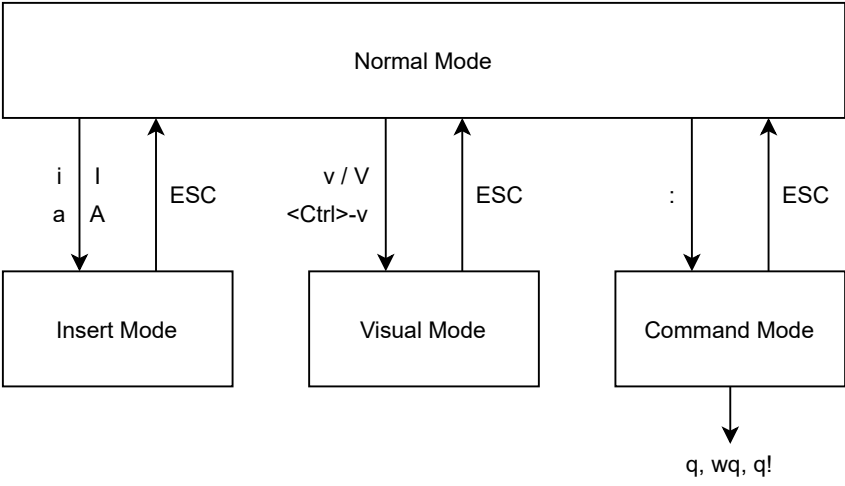 Normal Mode
i I
a A
ESC
v / V
<Ctrl>-v
ESC
:
ESC
Insert Mode
Visual Mode
Command Mode
q, wq, q!